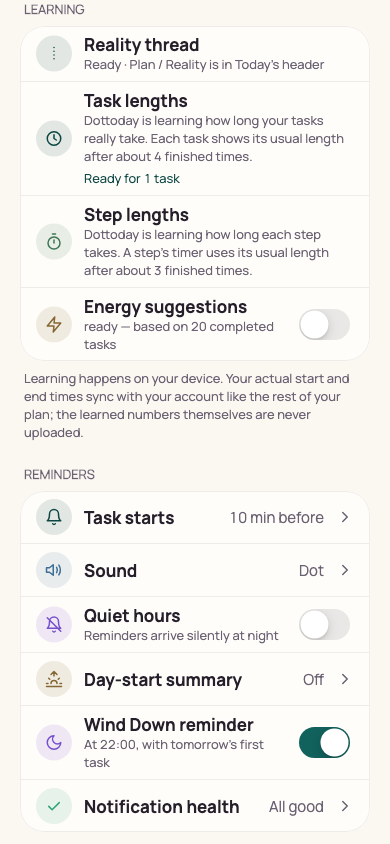 LEARNING
Reality thread
Ready · Plan / Reality is in Today's header
Task lengths
Dottoday is learning how long your tasks
really take. Each task shows its usual length
after about 4 finished times.
Ready for 1 task
Step lengths
Dottoday is learning how long each step
takes. A step's timer uses its usual length
after about 3 finished times.
Energy suggestions
ready — based on 20 completed
tasks
Learning happens on your device. Your actual start and
end times sync with your account like the rest of your
plan; the learned numbers themselves are never
uploaded.
REMINDERS
Task starts 10 min before
Sound Dot
Quiet hours
Reminders arrive silently at night
Day-start summary Off
Wind Down reminder
At 22:00, with tomorrow's first
task
Notification health All good